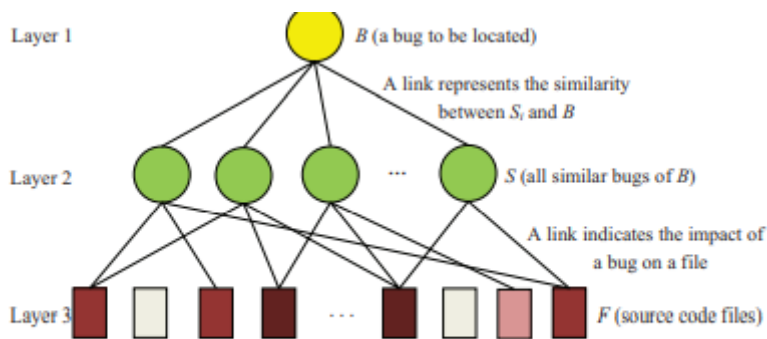 Layer 1
B (a bug to be located)
A link represents the similarity
between Si and B
Layer 2
...
S (all similar bugs of B)
A link indicates the impact of
a bug on a file
Layer 3
...
F (source code files)